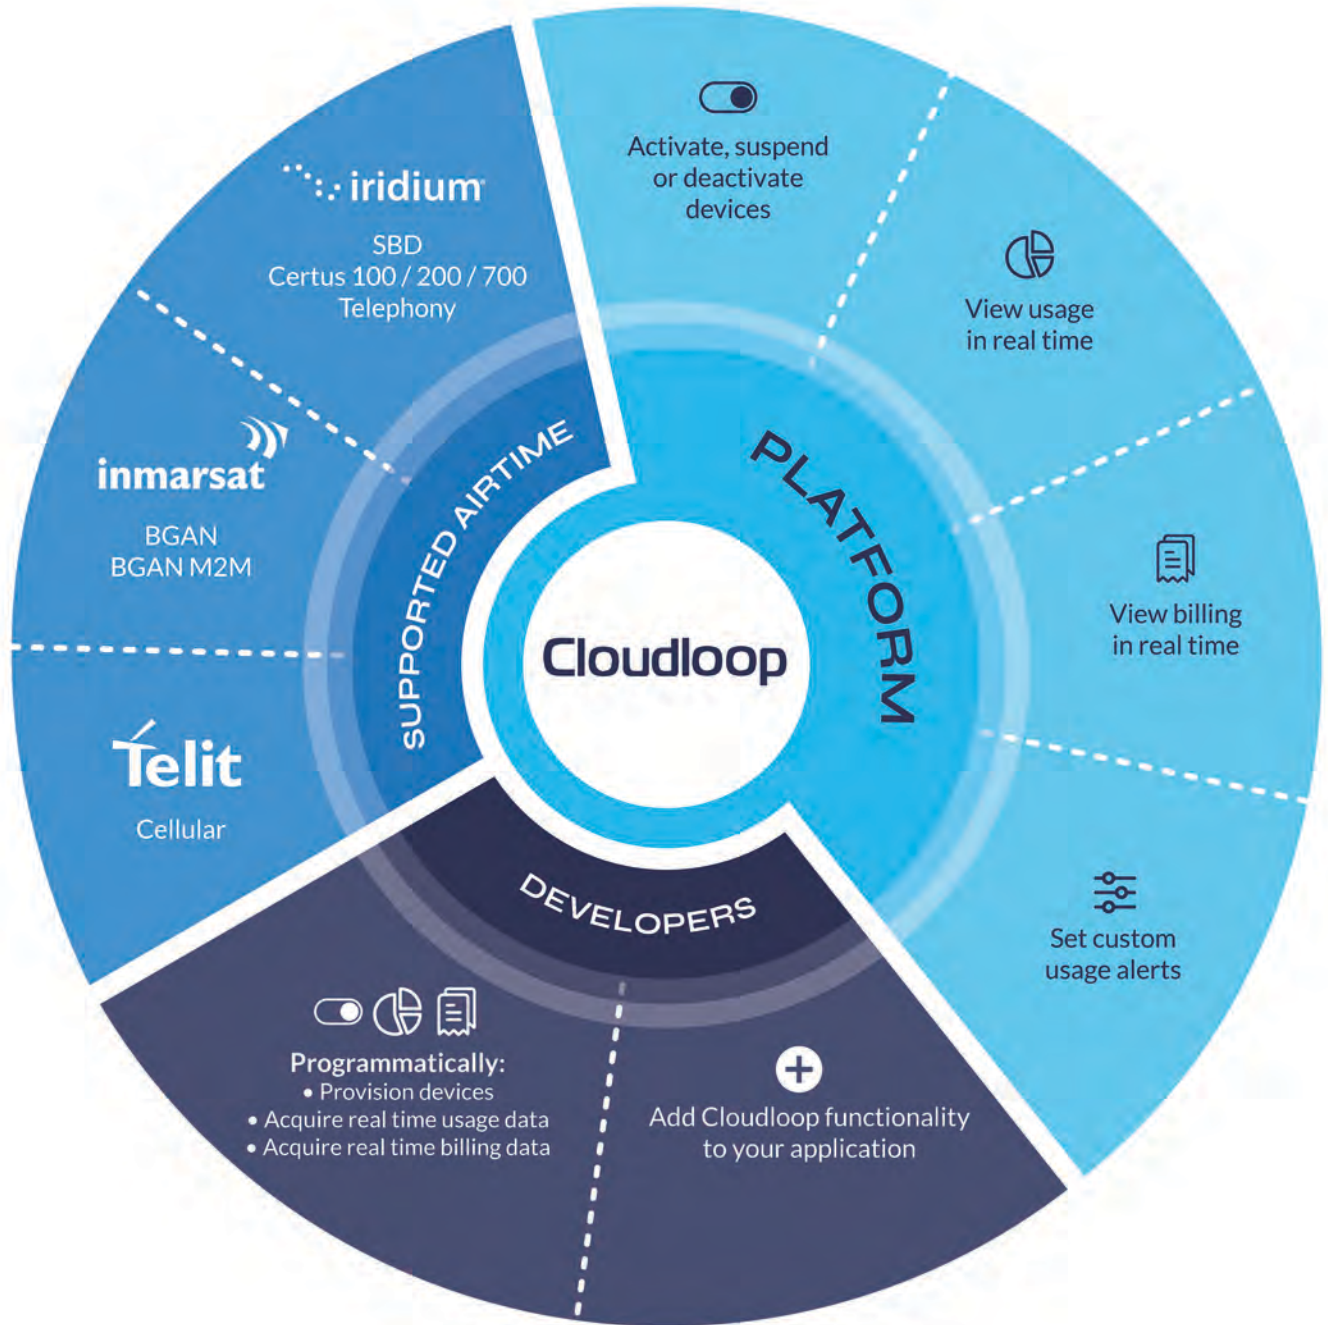 Cloudloop
PLATFORM
Activate, suspend
or deactivate
devices
View usage
in real time
View billing
in real time
Set custom
usage alerts
DEVELOPERS
Add Cloudloop functionality
to your application
Programmatically:
• Provision devices
• Acquire real time usage data
• Acquire real time billing data
SUPPORTED AIRTIME
Telit
Cellular
inmarsat
BGAN
BGAN M2M
iridium
SBD
Certus 100 / 200 / 700
Telephony